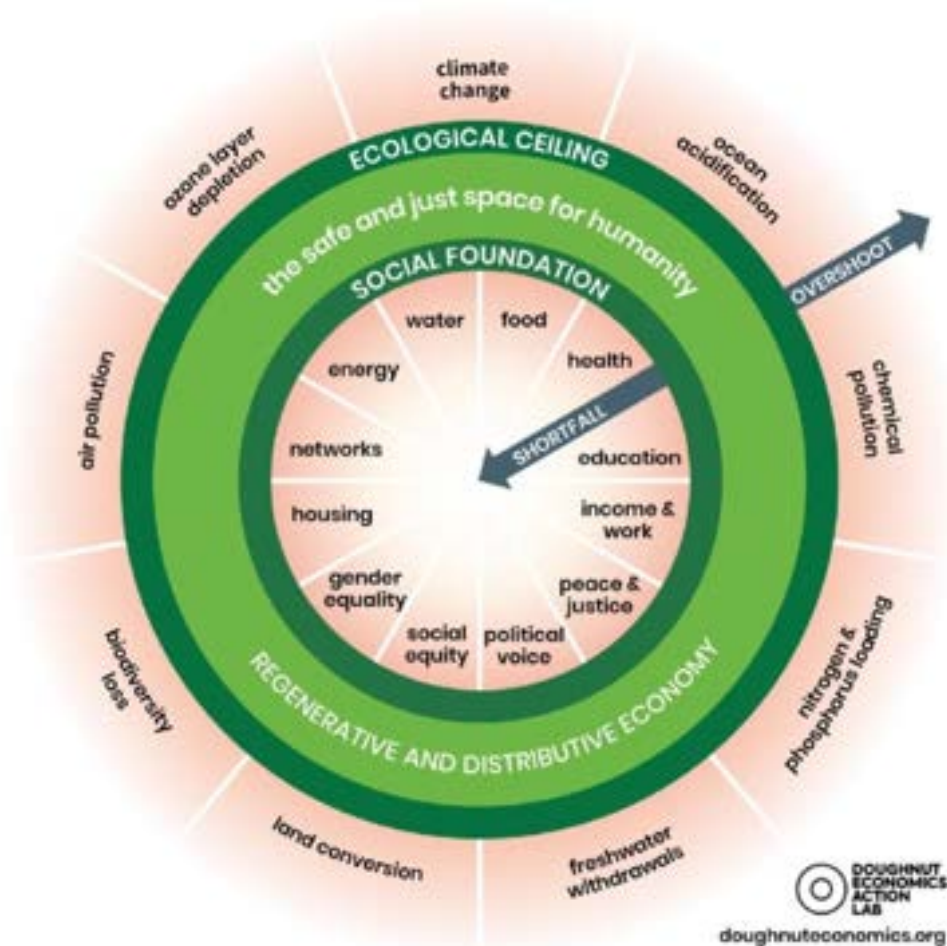 climate
change
ozone layer
depletion
ocean
acidification
ECOLOGICAL CEILING
the safe and just space for humanity
OVERSHOOT
SOCIAL FOUNDATION
water
food
energy
health
air pollution
chemical
pollution
SHORTFALL
networks
education
housing
income &
work
gender
equality
peace &
justice
social
equity
political
voice
biodiversity
loss
nitrogen &
phosphorus loading
REGENERATIVE AND DISTRIBUTIVE ECONOMY
land conversion
freshwater
withdrawals
DOUGHNUT
ECONOMICS
ACTION
LAB
doughnuteconomics.org